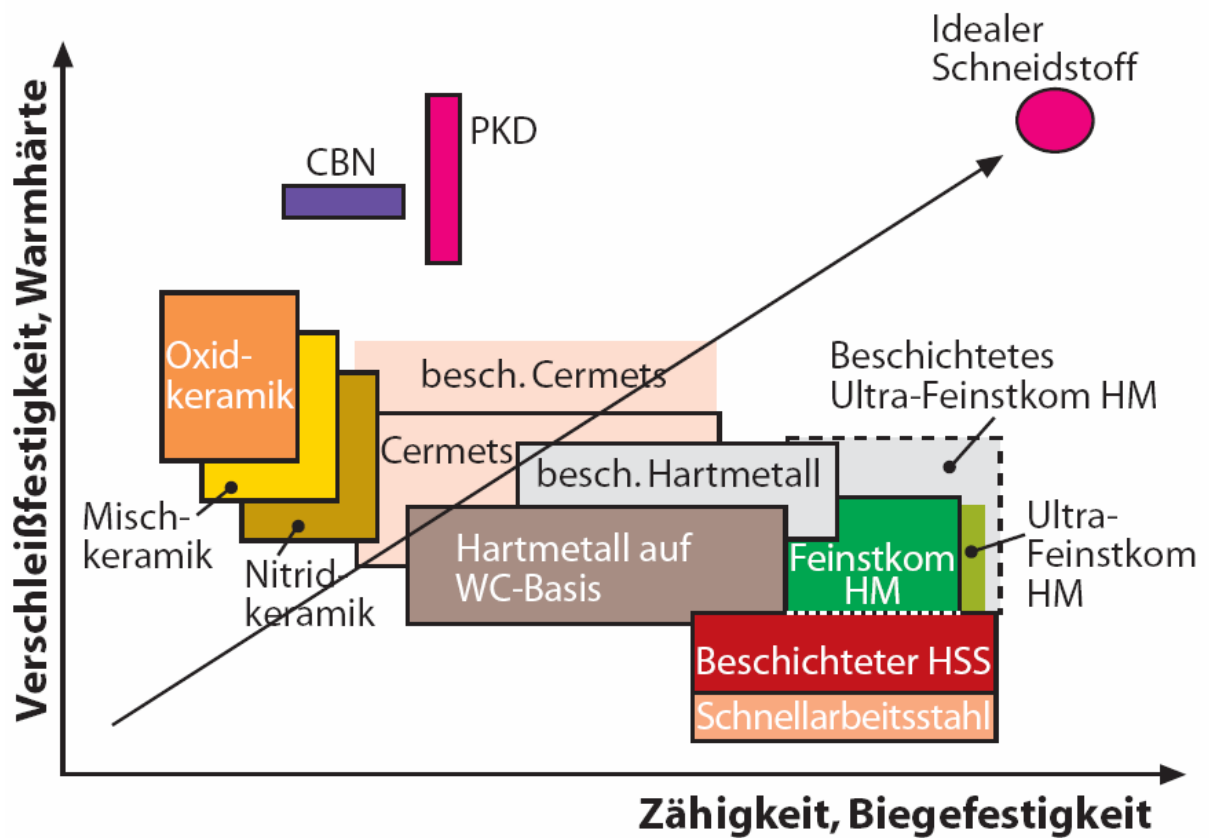 Idealer
Schneidstoff
Verschleißfestigkeit, Warmhärte
PKD
CBN
Oxid-
keramik
besch. Cermets
Beschichtetes
Ultra-Feinstkom HM
Cermets
besch. Hartmetall
Misch-
keramik
Nitrid-
keramik
Hartmetall auf
WC-Basis
Feinstkom
HM
Ultra-
Feinstkom
HM
Beschichteter HSS
Schnellarbeitsstahl
Zähigkeit, Biegefestigkeit